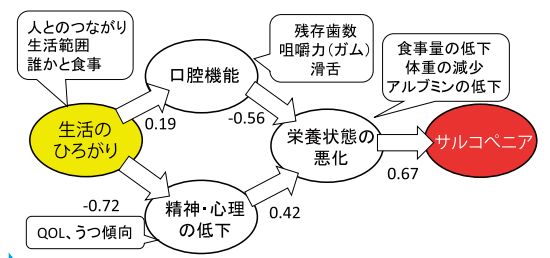 人とのつながり
生活範囲
誰かと食事
残存歯数
咀嚼力(ガム)
滑舌
食事量の低下
体重の減少
アルブミンの低下
口腔機能
0.19
-0.56
生活の
ひろがり
栄養状態の
悪化
サルコペニア
0.67
-0.72
精神・心理
の低下
0.42
QOL、うつ傾向